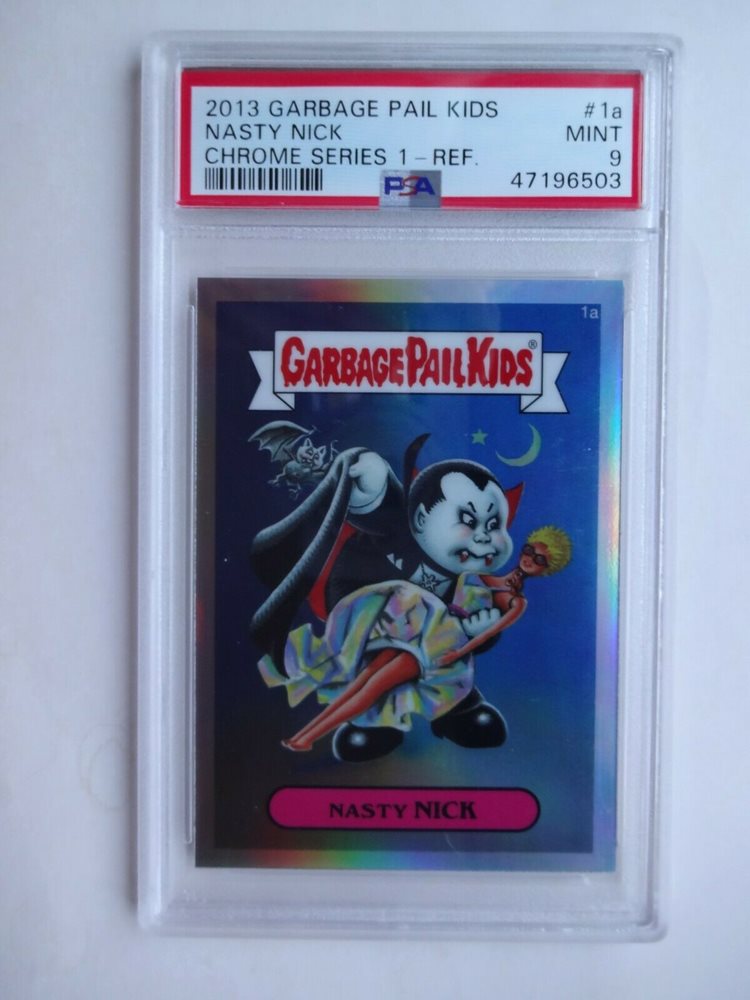 2013 GARBAGE PAIL KIDS #1a
NASTY NICK MINT
CHROME SERIES 1 - REF. 9
PSA 47196503
1a
GARBAGE PAIL KIDS®
NASTY NICK